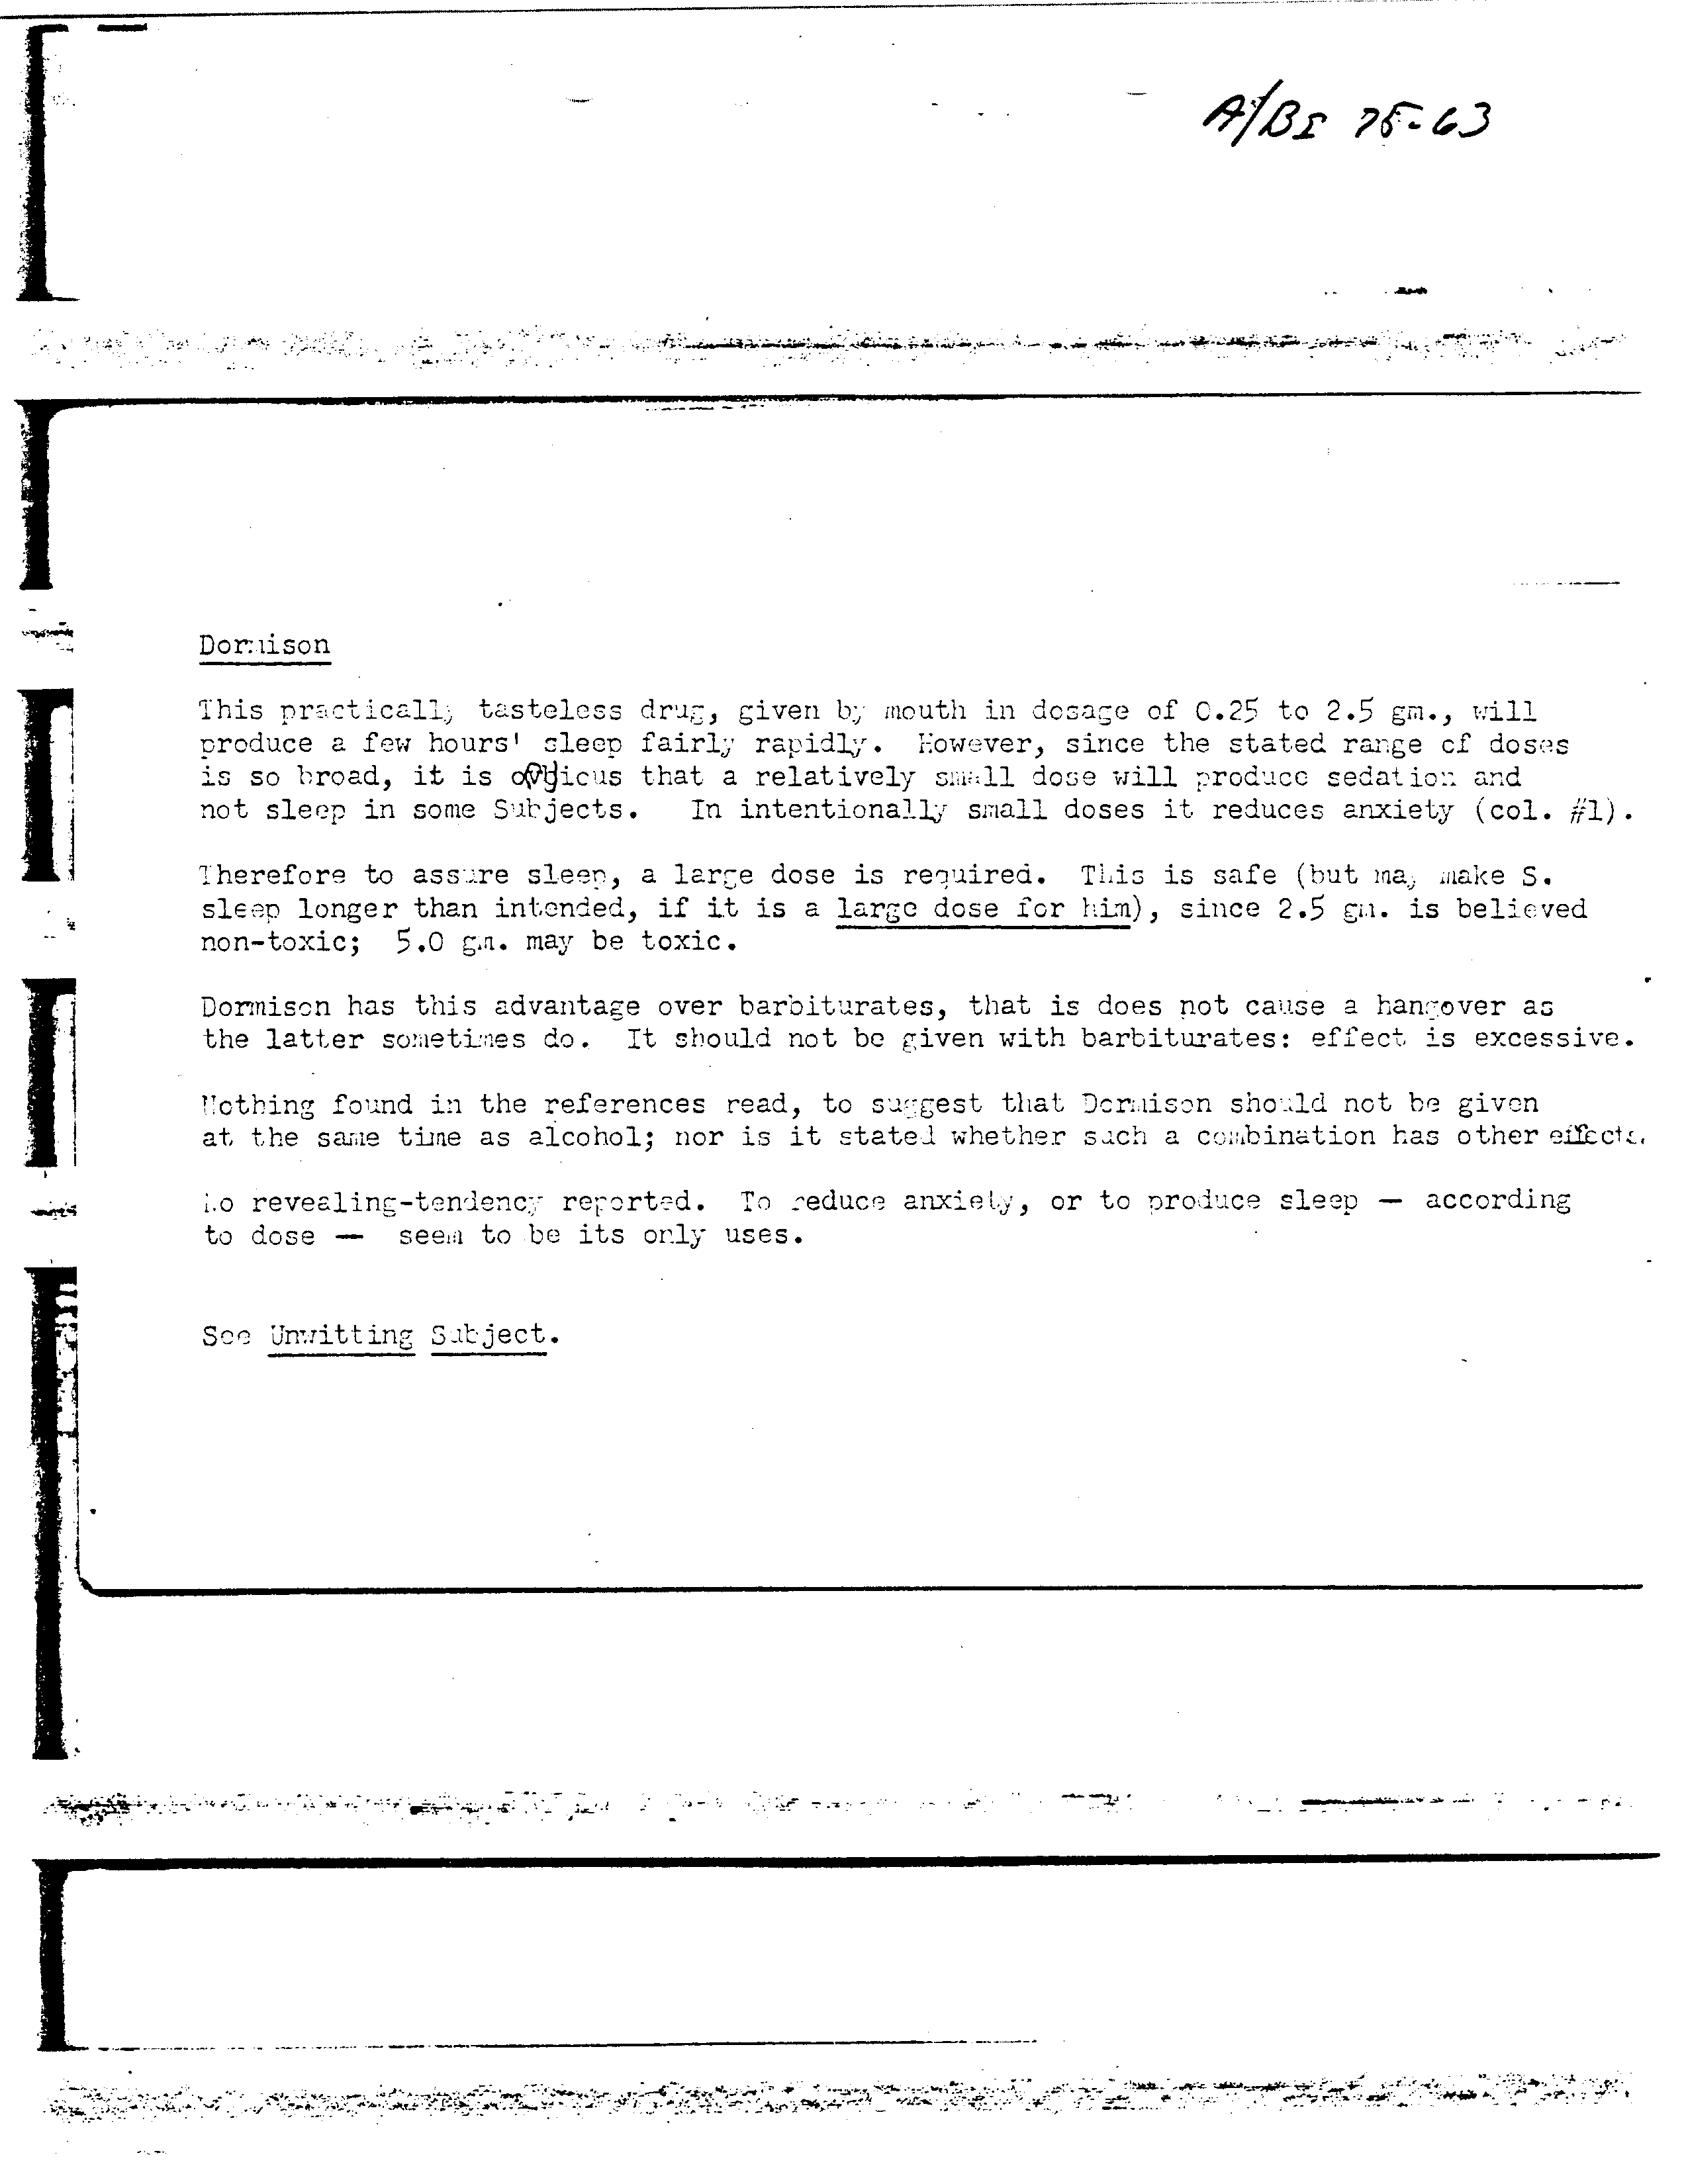 A/BI 75-63
Dormison
This practically tasteless drug, given by mouth in dosage of 0.25 to 2.5 gm., will
produce a few hours' sleep fairly rapidly. However, since the stated range of doses
is so broad, it is obvious that a relatively small dose will produce sedation and
not sleep in some Subjects. In intentionally small doses it reduces anxiety (col. #1).
Therefore to assure sleep, a large dose is required. This is safe (but may make S.
sleep longer than intended, if it is a large dose for him), since 2.5 gm. is believed
non-toxic; 5.0 gm. may be toxic.
Dormison has this advantage over barbiturates, that is does not cause a hangover as
the latter sometimes do. It should not be given with barbiturates: effect is excessive.
Nothing found in the references read, to suggest that Dormison should not be given
at the same time as alcohol; nor is it stated whether such a combination has other effects.
No revealing-tendency reported. To reduce anxiety, or to produce sleep — according
to dose — seem to be its only uses.
See Unwitting Subject.